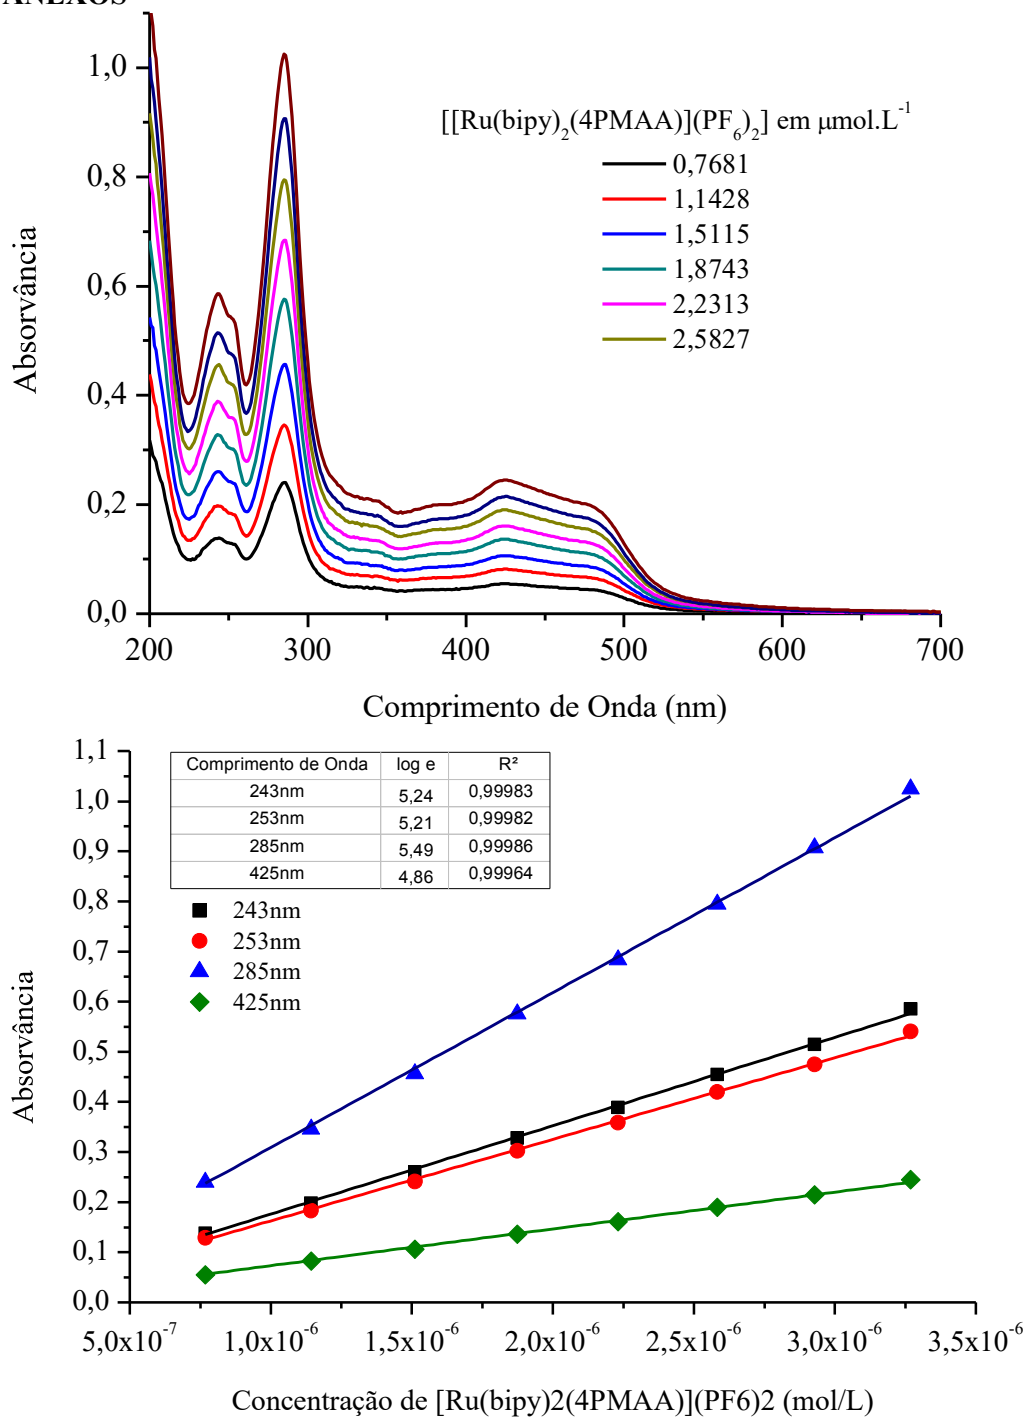 ANEXOS
1,0
0,8
0,6
0,4
0,2
0,0
Absorvância
[[Ru(bipy)₂(4PMAA)](PF₆)₂] em µmol.L⁻¹
0,7681
1,1428
1,5115
1,8743
2,2313
2,5827
200 300 400 500 600 700
Comprimento de Onda (nm)
1,1
1,0
0,9
0,8
0,7
0,6
0,5
0,4
0,3
0,2
0,1
0,0
Absorvância
Comprimento de Onda log e R²
243nm 5,24 0,99983
253nm 5,21 0,99982
285nm 5,49 0,99986
425nm 4,86 0,99964
243nm
253nm
285nm
425nm
5,0x10⁻⁷ 1,0x10⁻⁶ 1,5x10⁻⁶ 2,0x10⁻⁶ 2,5x10⁻⁶ 3,0x10⁻⁶ 3,5x10⁻⁶
Concentração de [Ru(bipy)2(4PMAA)](PF6)2 (mol/L)